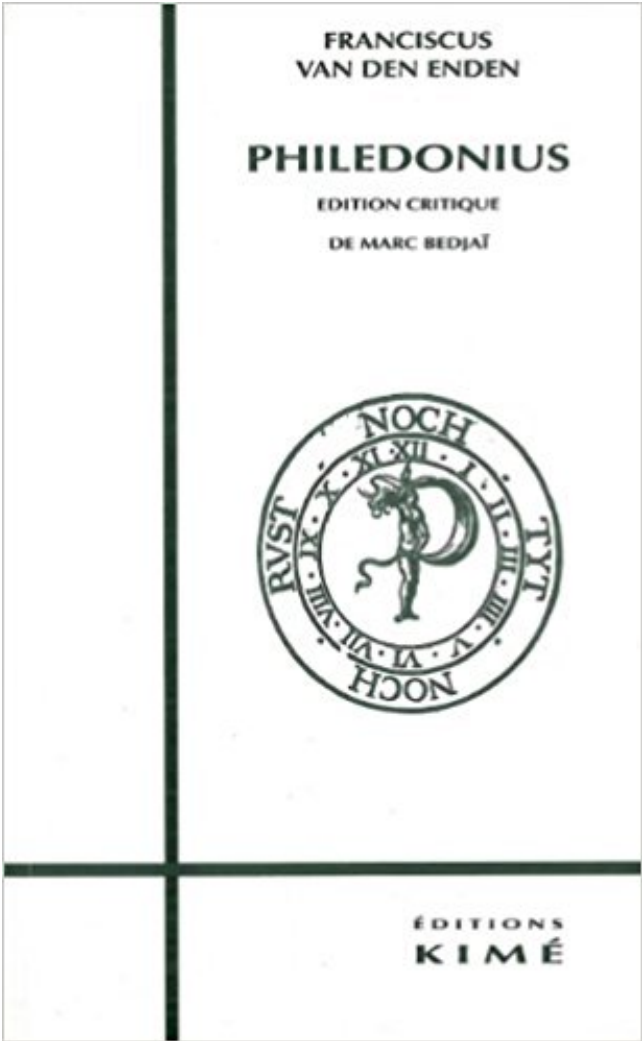 FRANCISCUS
VAN DEN ENDEN
PHILEDONIUS
EDITION CRITIQUE
DE MARC BEDJAÏ
NOCH
TYT
NOCH
RVST
XII · I · II · III · IIII · V · VI · VII · VIII · IX · X · XI
ÉDITIONS
KIMÉ